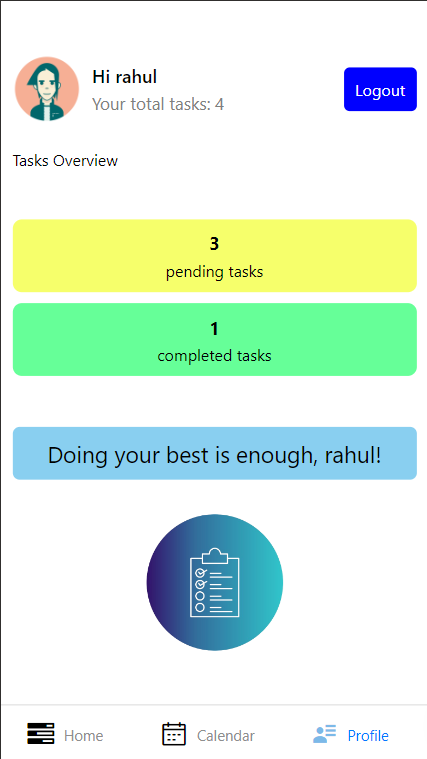 Hi rahul
Your total tasks: 4
Logout
Tasks Overview
3
pending tasks
1
completed tasks
Doing your best is enough, rahul!
Home
Calendar
Profile